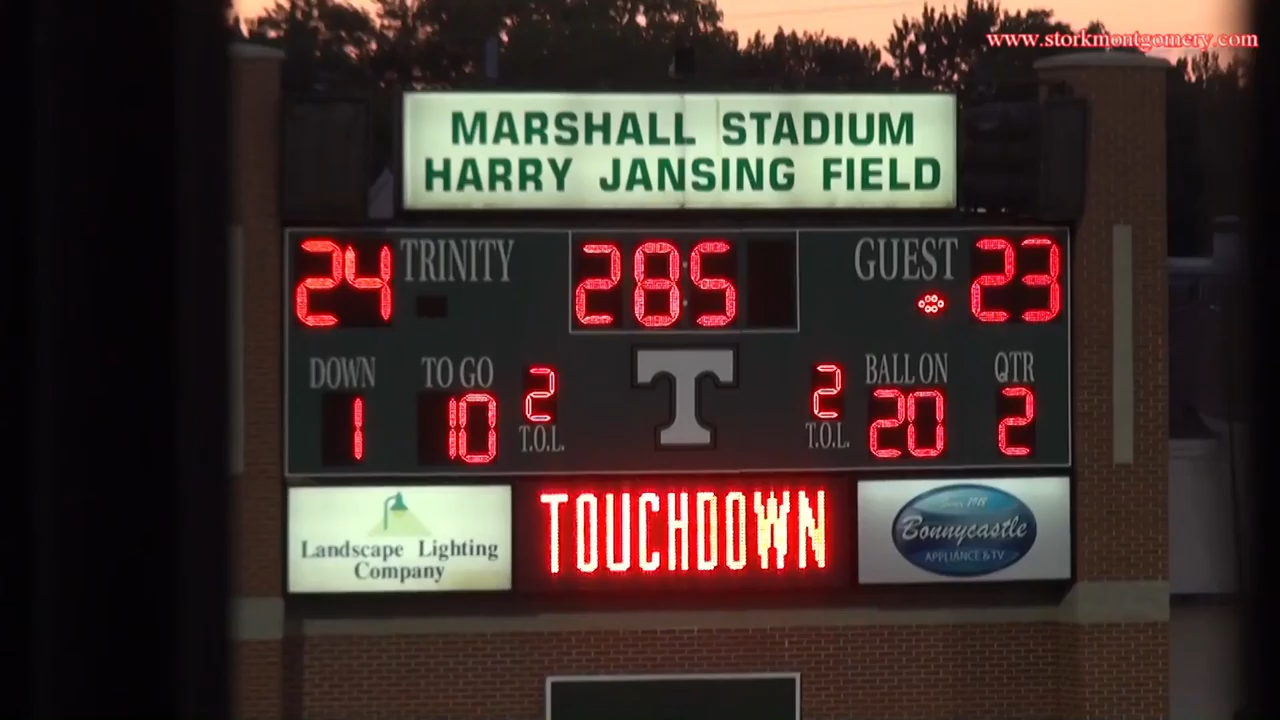 www.storkmontgomery.com
MARSHALL STADIUM
HARRY JANSING FIELD
24 TRINITY 2:85 GUEST 23
DOWN TO GO BALL ON QTR
1 10 2 2 20 2
T.O.L. T.O.L.
T
Landscape Lighting
Company
TOUCHDOWN
Since 1918
Bonnycastle
APPLIANCE & TV